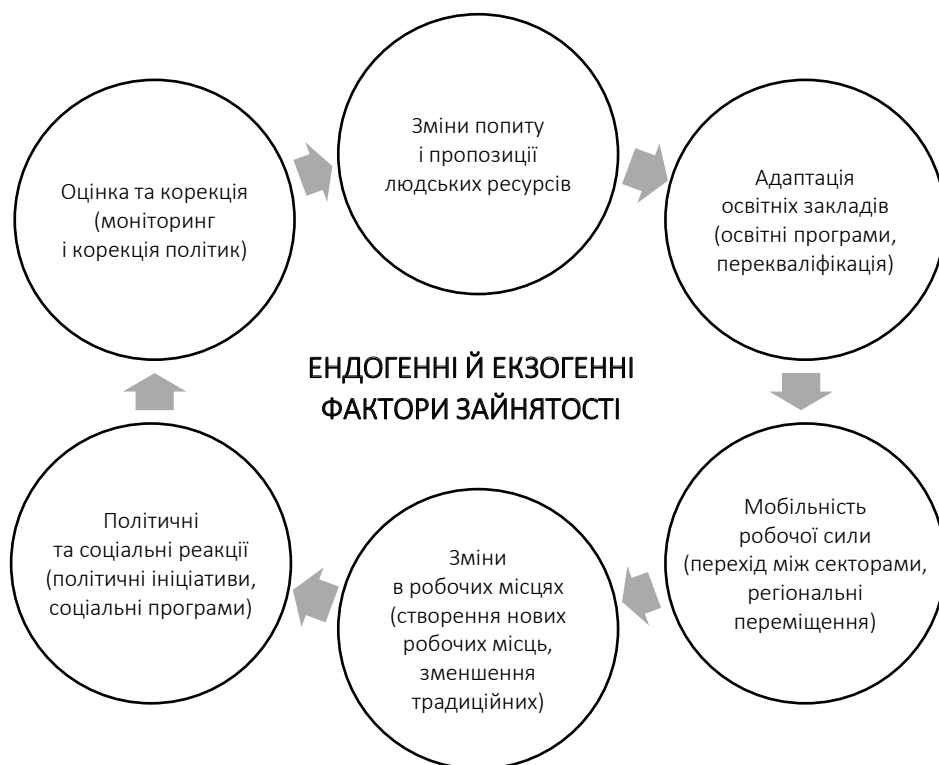 Зміни попиту
і пропозиції
людських ресурсів
Адаптація
освітніх закладів
(освітні програми,
перекваліфікація)
Мобільність
робочої сили
(перехід між секторами,
регіональні
переміщення)
Зміни
в робочих місцях
(створення нових
робочих місць,
зменшення
традиційних)
Політичні
та соціальні реакції
(політичні ініціативи,
соціальні програми)
Оцінка та корекція
(моніторинг
і корекція політик)
ЕНДОГЕННІ Й ЕКЗОГЕННІ
ФАКТОРИ ЗАЙНЯТОСТІ